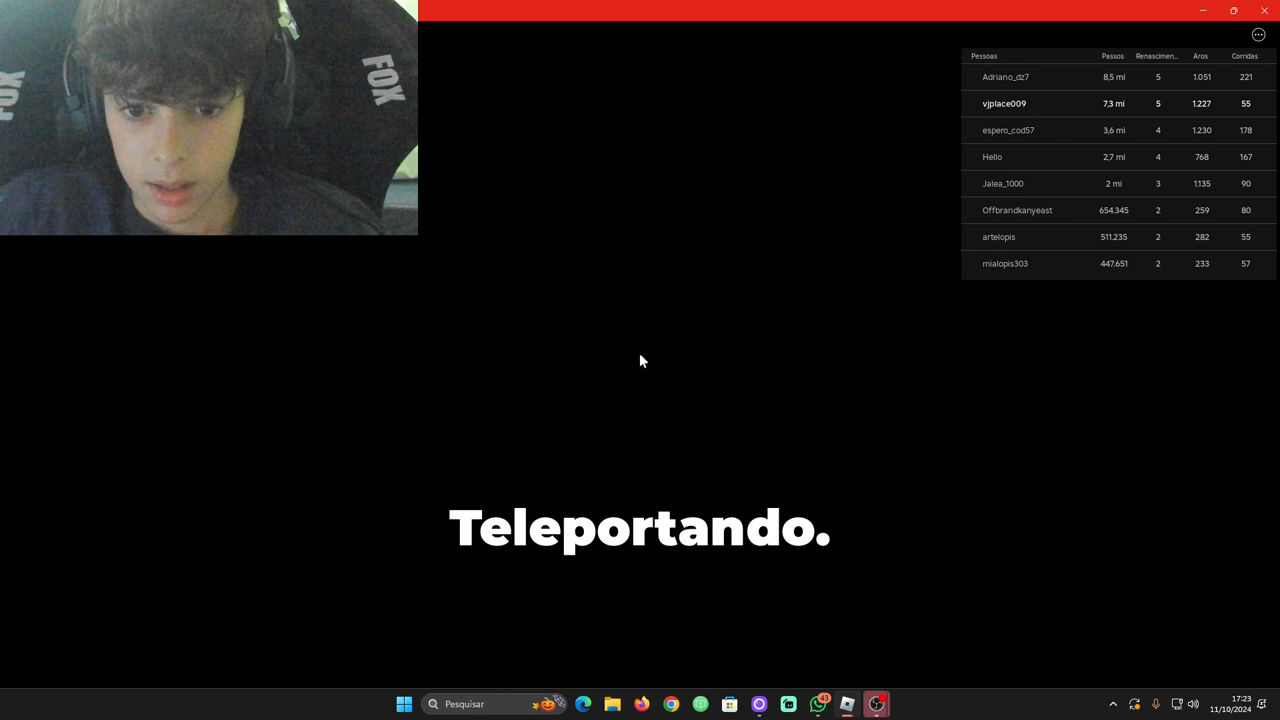 FOX
FOX
Pessoas Passos Renascimen... Aros Corridas
Adriano_dz7 8,5 mi 5 1.051 221
vjplace009 7,3 mi 5 1.227 55
espero_cod57 3,6 mi 4 1.230 178
Hello 2,7 mi 4 768 167
Jalea_1000 2 mi 3 1.135 90
Offbrandkanyeast 654.345 2 259 80
artelopis 511.235 2 282 55
mialopis303 447.651 2 233 57
Teleportando.
Pesquisar
43
17:23
11/10/2024